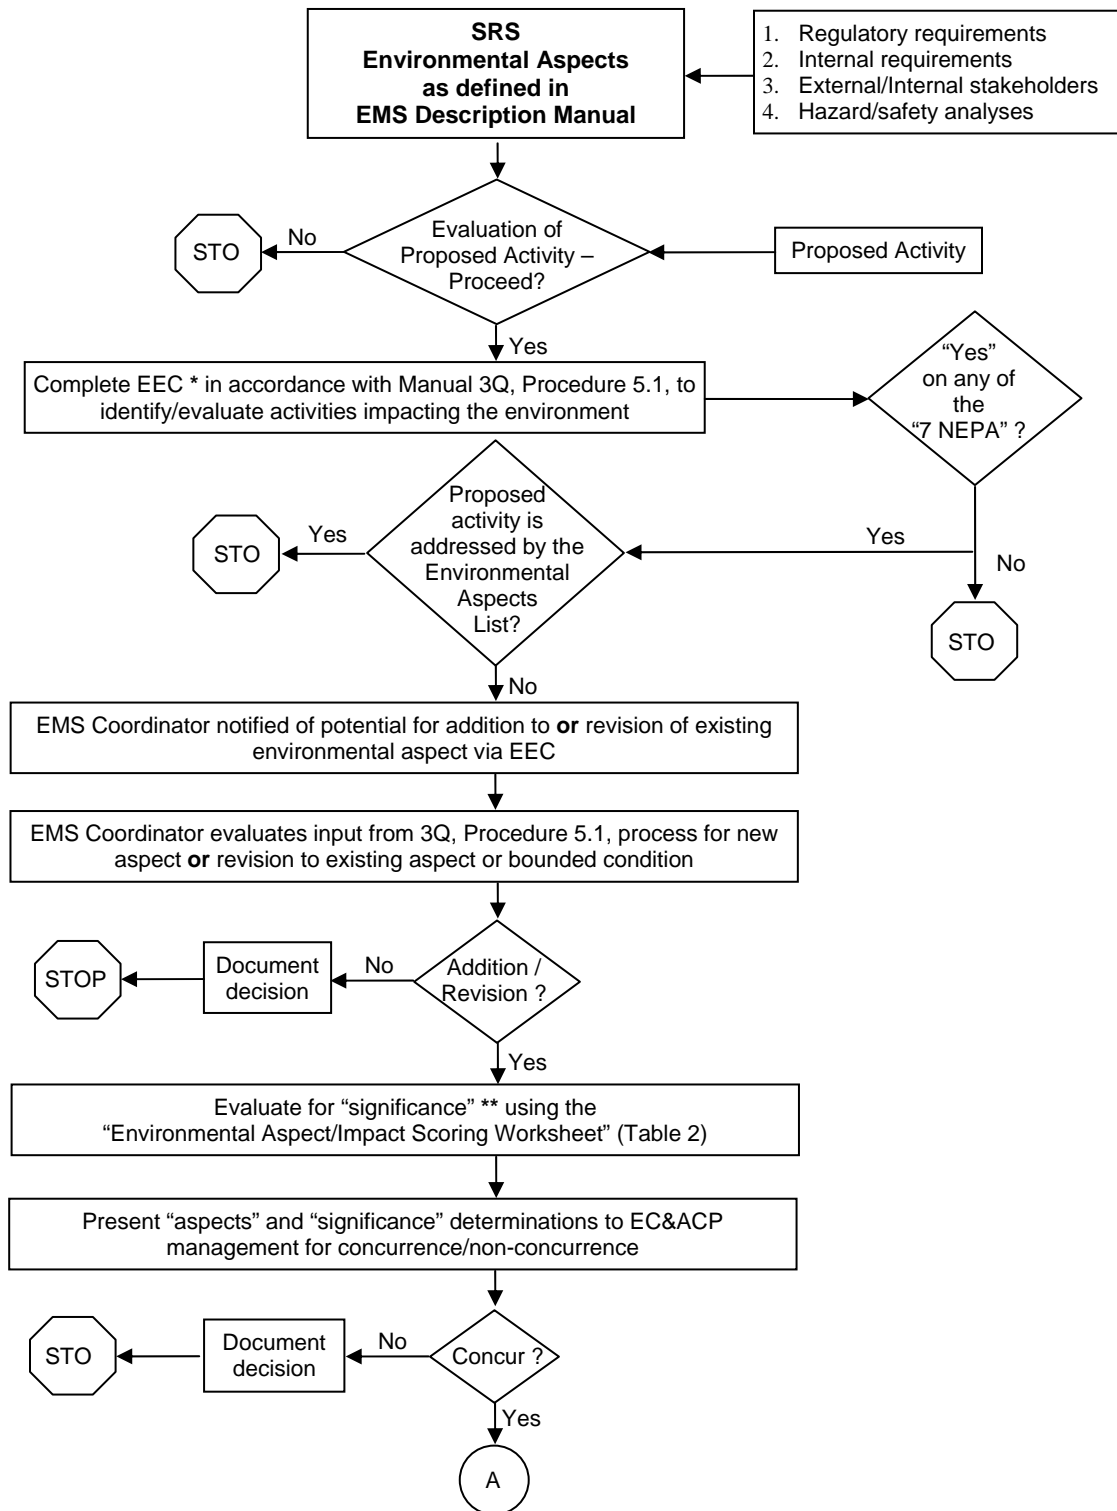 SRS
Environmental Aspects
as defined in
EMS Description Manual
1. Regulatory requirements
2. Internal requirements
3. External/Internal stakeholders
4. Hazard/safety analyses
Evaluation of
Proposed Activity –
Proceed?
No
STO
Proposed Activity
Yes
Complete EEC * in accordance with Manual 3Q, Procedure 5.1, to
identify/evaluate activities impacting the environment
“Yes”
on any of
the
“7 NEPA” ?
Proposed
activity is
addressed by the
Environmental
Aspects
List?
Yes
STO
Yes
No
STO
No
EMS Coordinator notified of potential for addition to or revision of existing
environmental aspect via EEC
EMS Coordinator evaluates input from 3Q, Procedure 5.1, process for new
aspect or revision to existing aspect or bounded condition
Addition /
Revision ?
No
Document
decision
STOP
Yes
Evaluate for “significance” ** using the
“Environmental Aspect/Impact Scoring Worksheet” (Table 2)
Present “aspects” and “significance” determinations to EC&ACP
management for concurrence/non-concurrence
Concur ?
No
Document
decision
STO
Yes
A